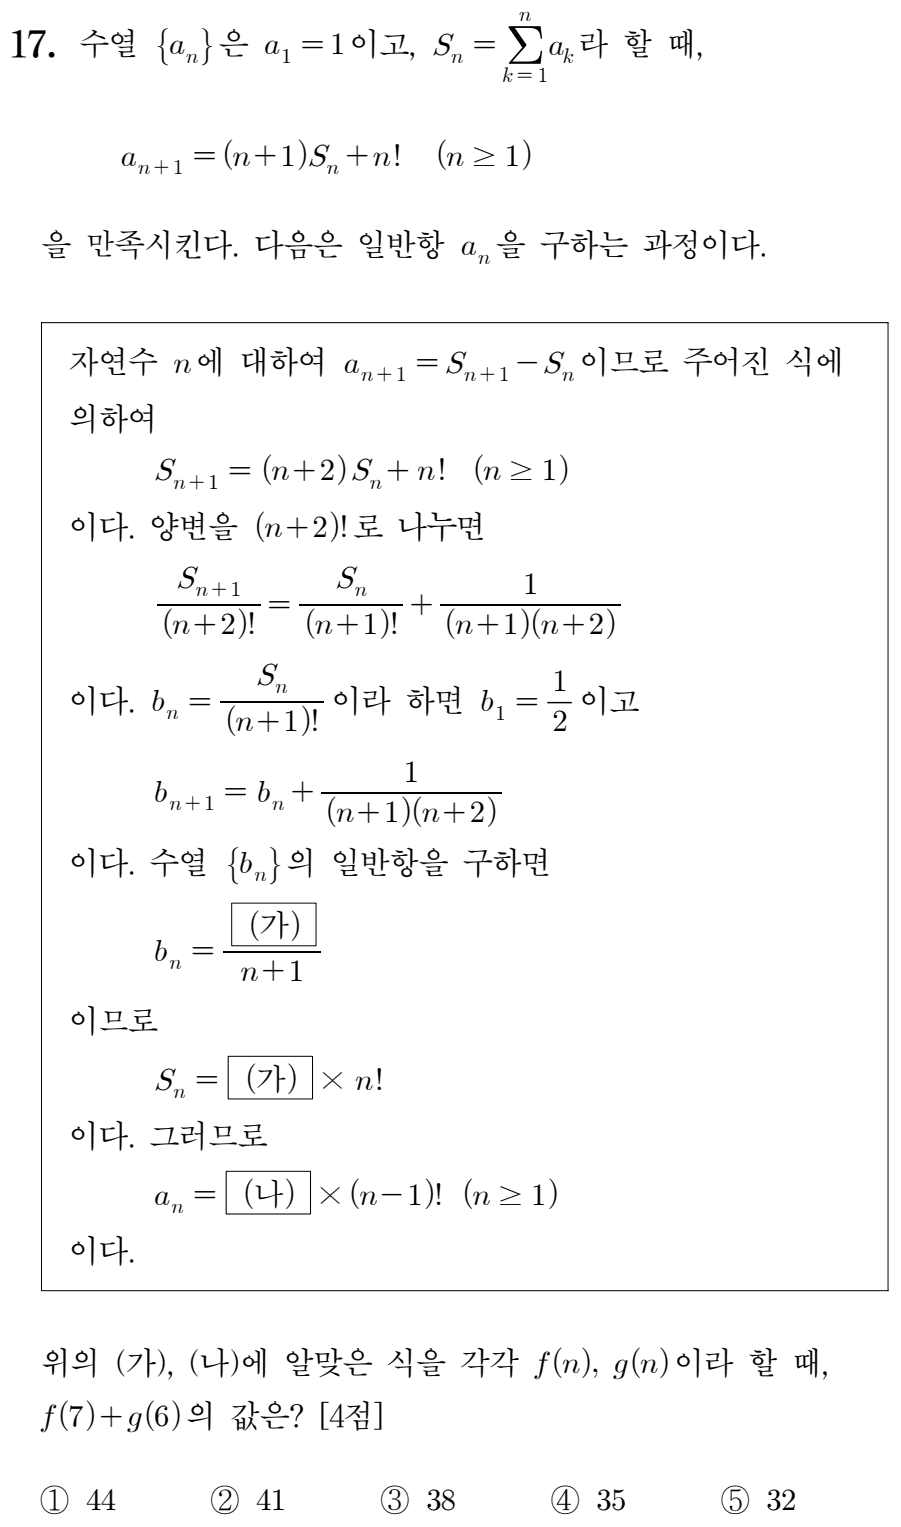 17. 수열 {aₙ}은 a₁ = 1이고, Sₙ = ∑ₖ₌₁ⁿ aₖ라 할 때,
aₙ₊₁ = (n+1)Sₙ + n! (n ≥ 1)
을 만족시킨다. 다음은 일반항 aₙ을 구하는 과정이다.
자연수 n에 대하여 aₙ₊₁ = Sₙ₊₁ − Sₙ이므로 주어진 식에
의하여
Sₙ₊₁ = (n+2)Sₙ + n! (n ≥ 1)
이다. 양변을 (n+2)!로 나누면
Sₙ₊₁/(n+2)! = Sₙ/(n+1)! + 1/((n+1)(n+2))
이다. bₙ = Sₙ/(n+1)! 이라 하면 b₁ = 1/2 이고
bₙ₊₁ = bₙ + 1/((n+1)(n+2))
이다. 수열 {bₙ}의 일반항을 구하면
bₙ = (가)/(n+1)
이므로
Sₙ = (가) × n!
이다. 그러므로
aₙ = (나) × (n−1)! (n ≥ 1)
이다.
위의 (가), (나)에 알맞은 식을 각각 f(n), g(n)이라 할 때,
f(7)+g(6)의 값은? [4점]
① 44 ② 41 ③ 38 ④ 35 ⑤ 32